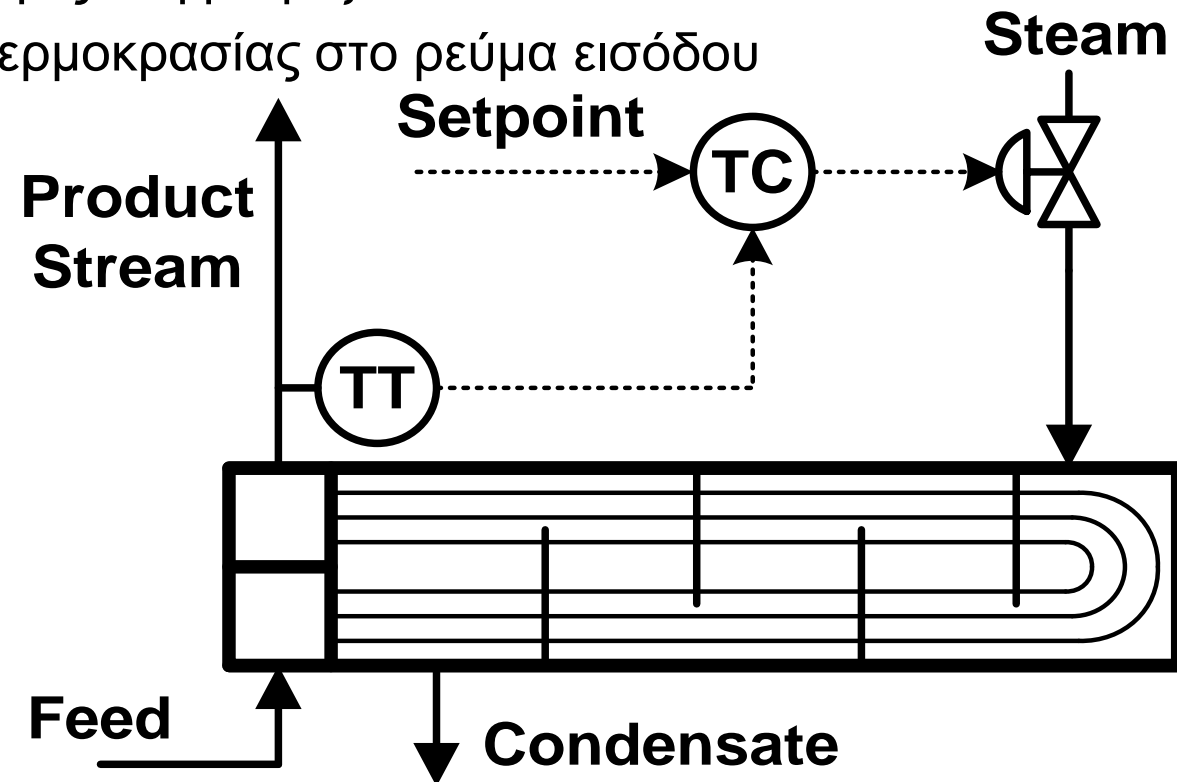 ερμοκρασίας στο ρεύμα εισόδου
Steam
Setpoint
TC
Product
Stream
TT
Feed
Condensate